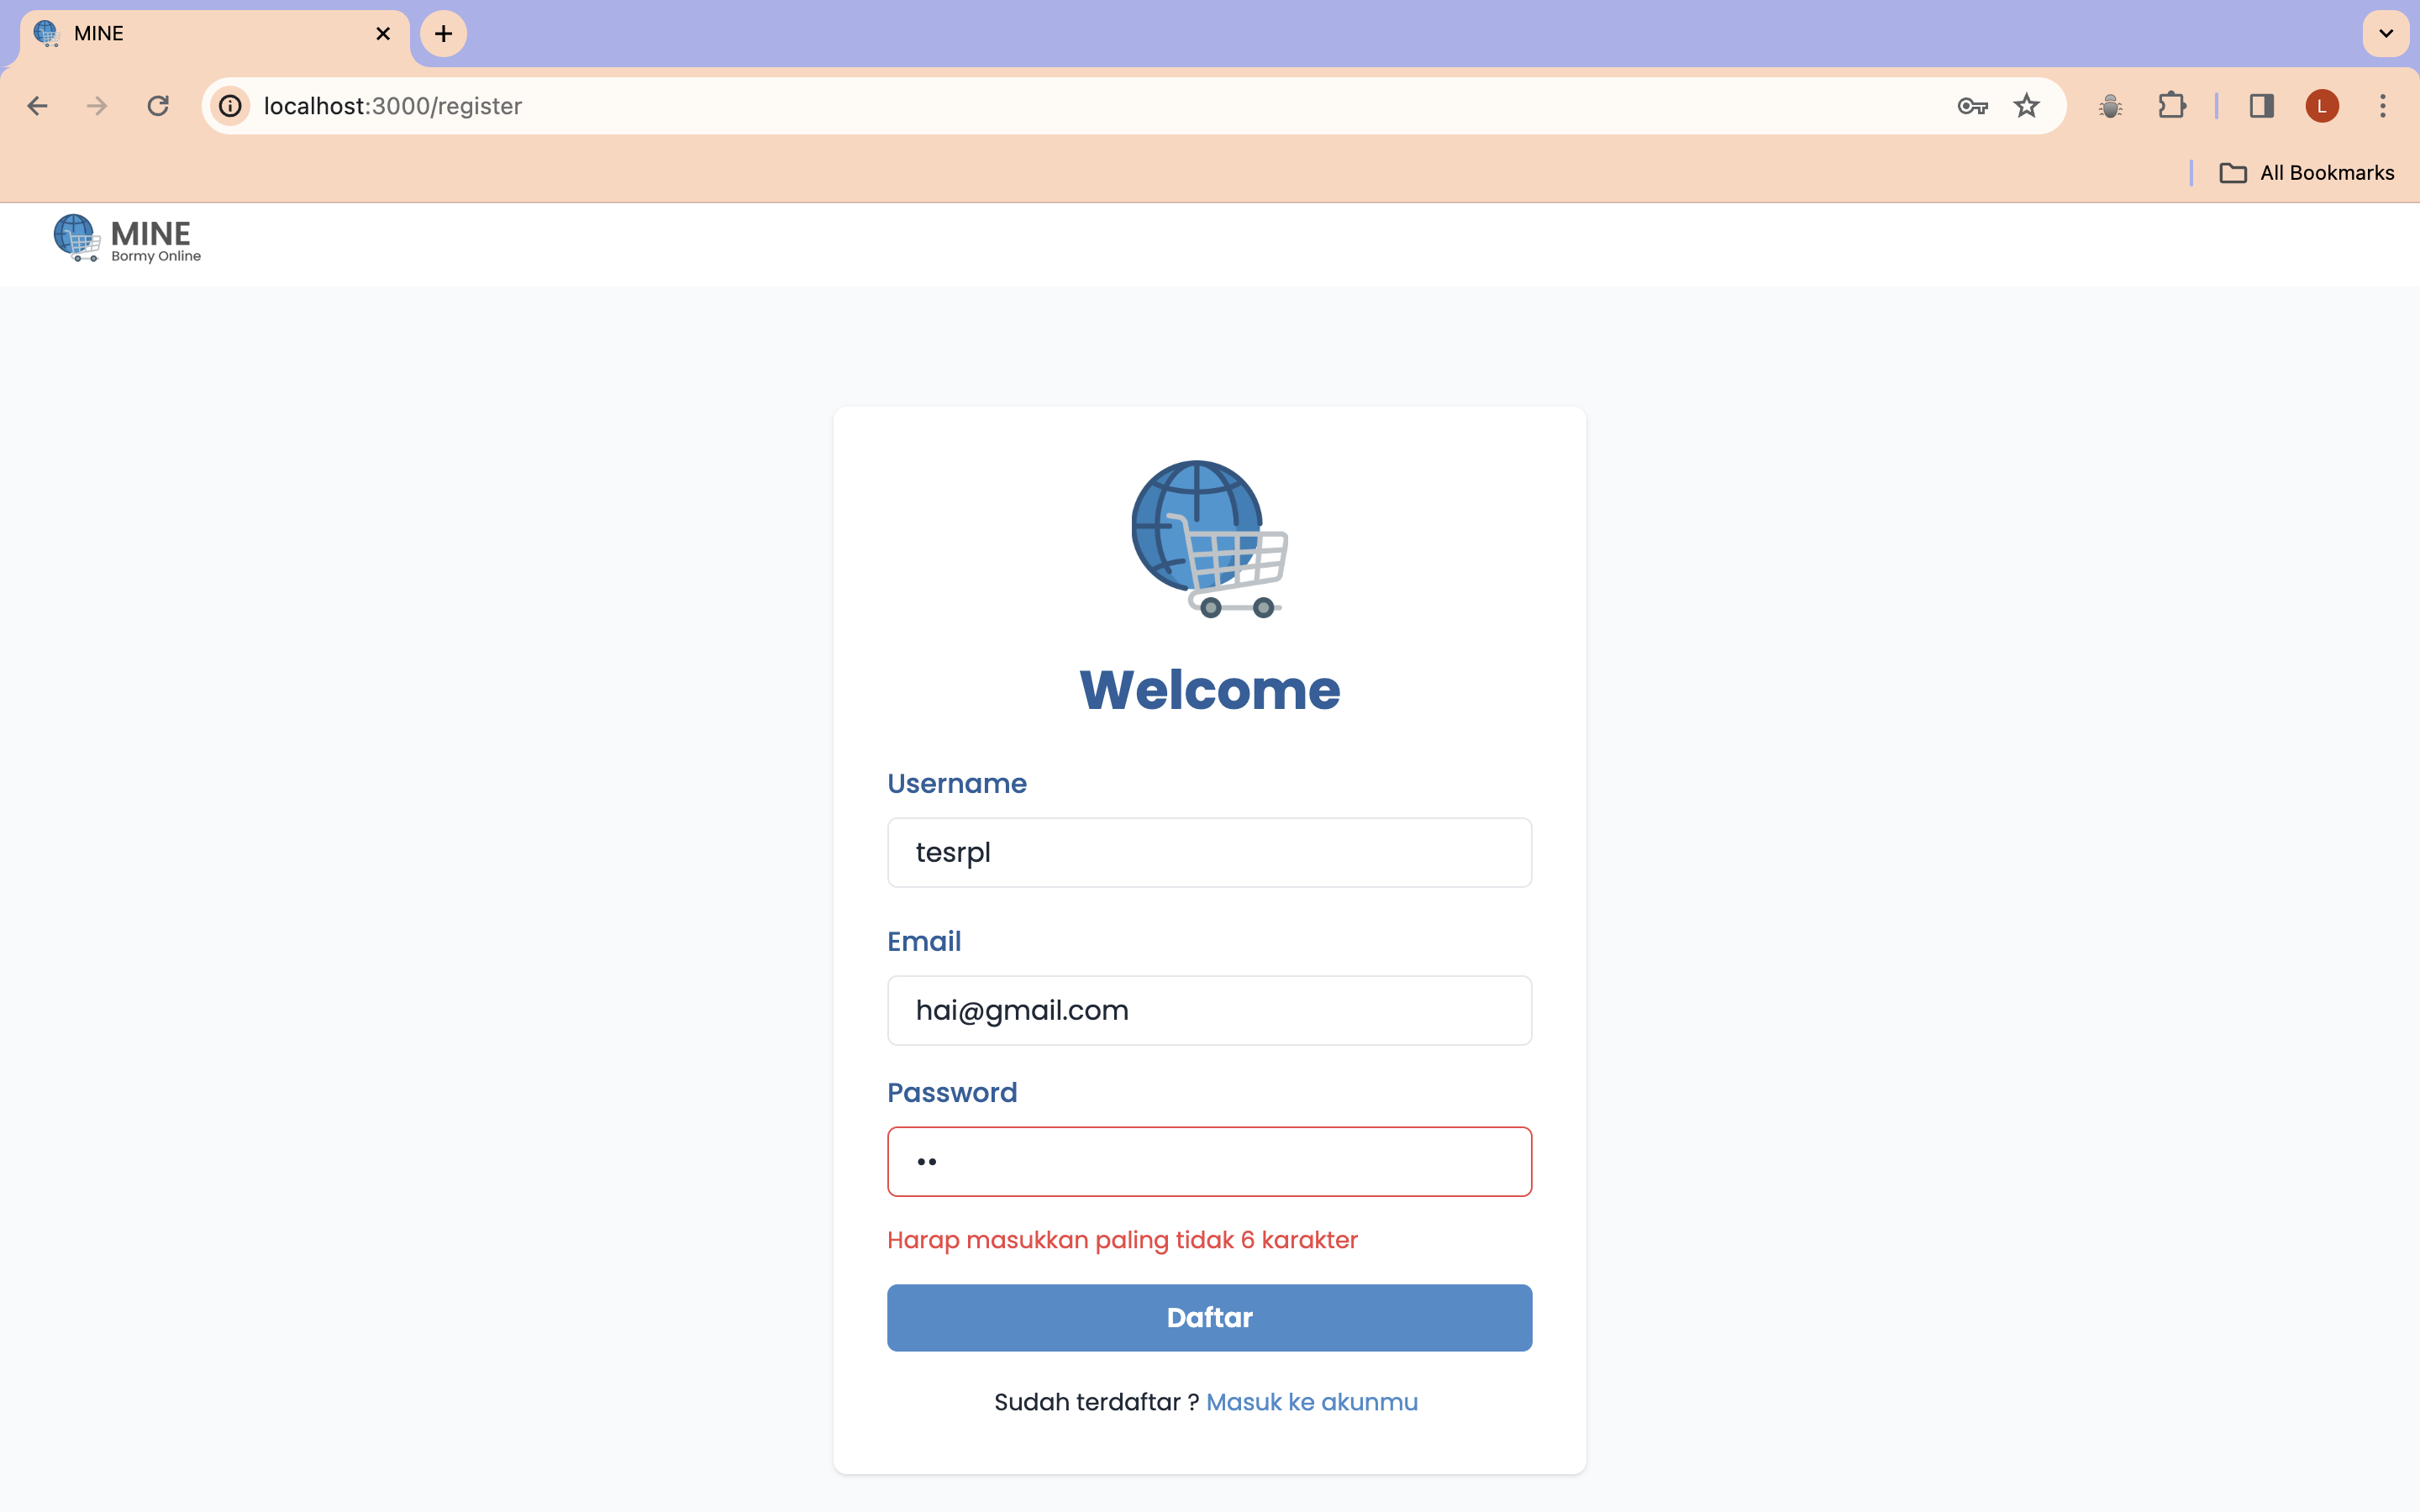 MINE
localhost:3000/register
L
All Bookmarks
MINE
Bormy Online
Welcome
Username
tesrpl
Email
hai@gmail.com
Password
••
Harap masukkan paling tidak 6 karakter
Daftar
Sudah terdaftar ? Masuk ke akunmu